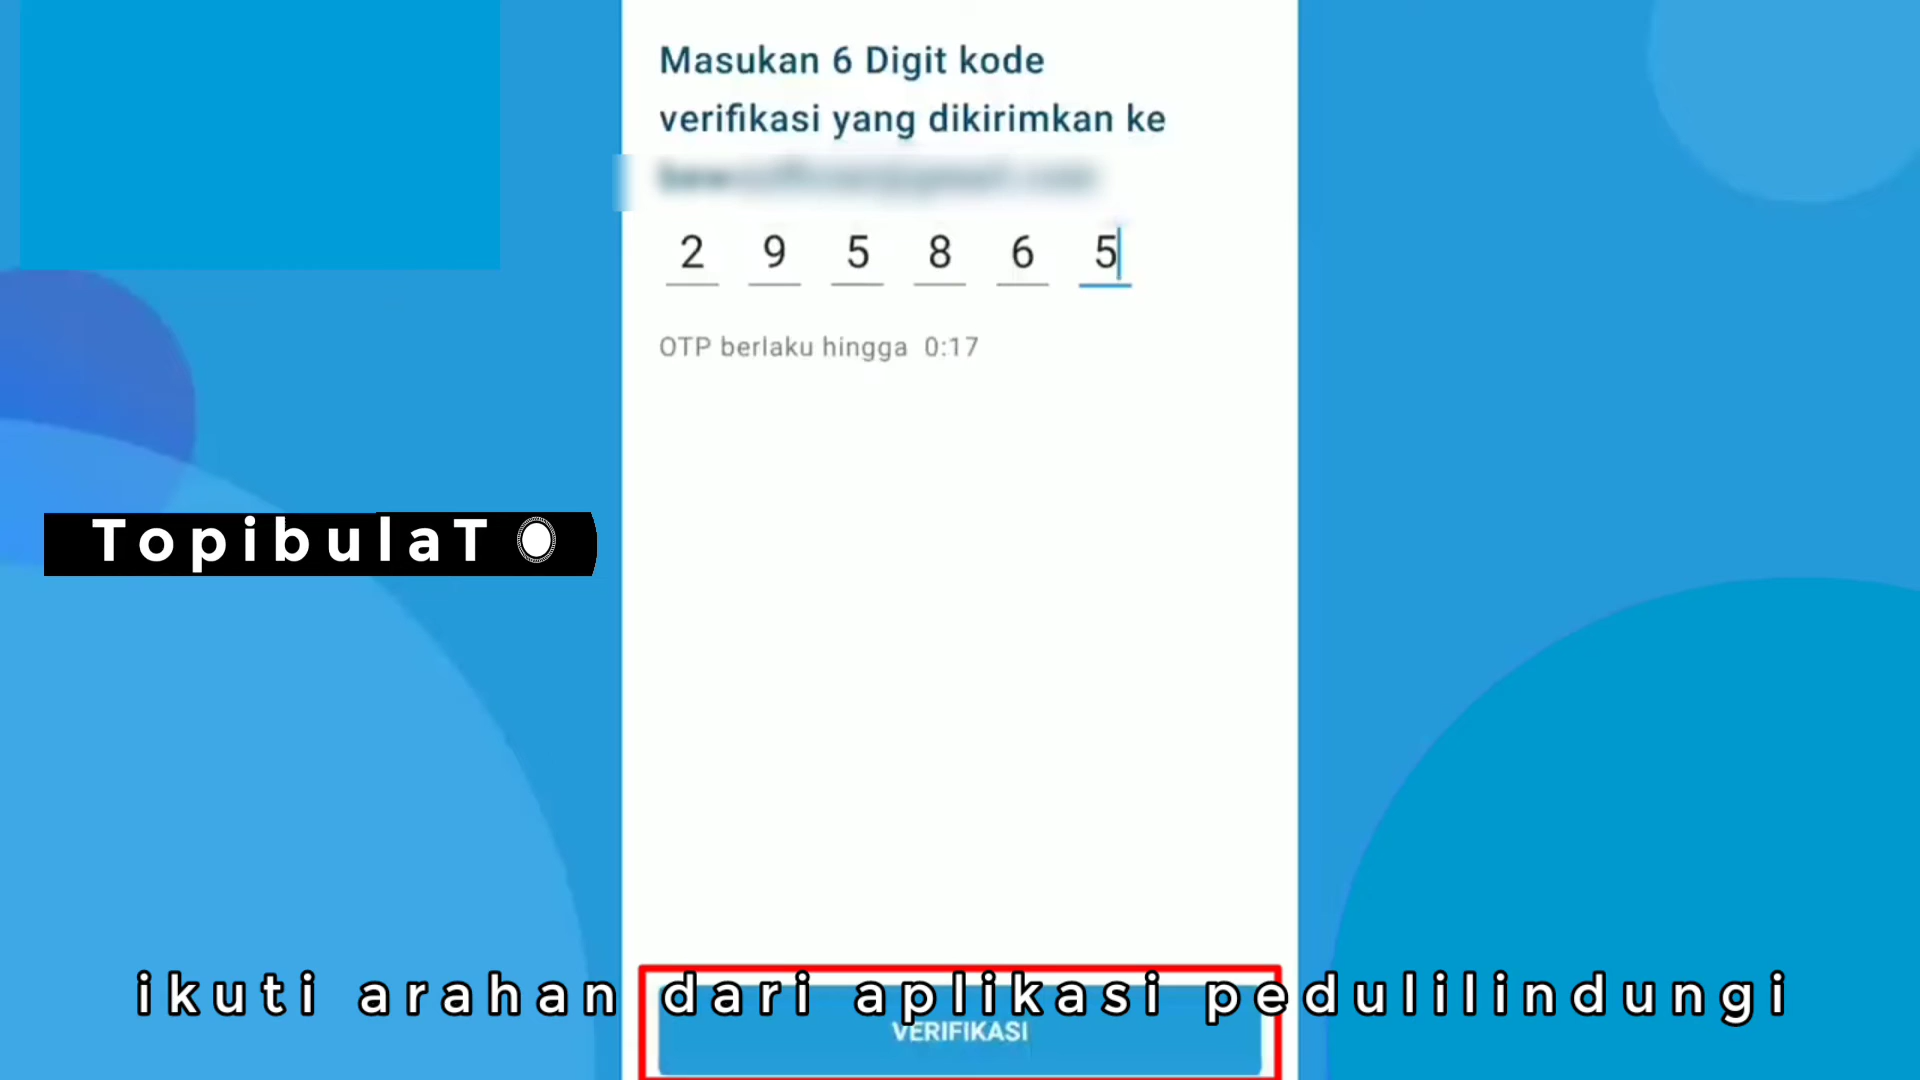 Masukan 6 Digit kode
verifikasi yang dikirimkan ke
2 9 5 8 6 5
OTP berlaku hingga 0:17
TopibulaT
ikuti arahan dari aplikasi pedulilindungi
VERIFIKASI